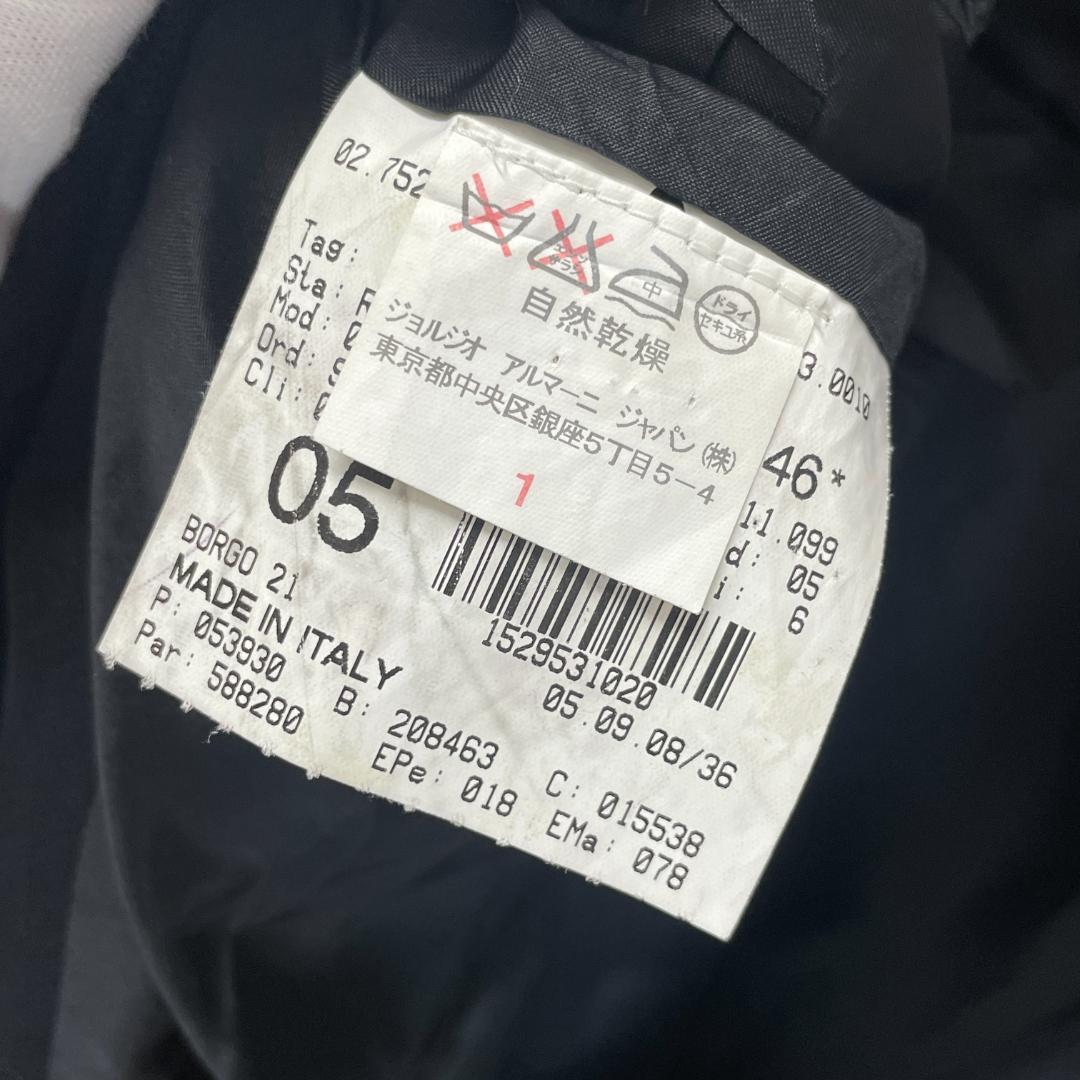 02.752
3.0010
Tag:
46*
Sta: R
11.099
Mod: 0
d: 05
Ord: S
i: 6
Cli: 0
中
ドライ
セキユ系
自然乾燥
ジョルジオ アルマーニ ジャパン (株)
東京都中央区銀座5丁目5-4
1
05
BORGO 21
MADE IN ITALY
1529531020
05.09.08/36
P: 053930 B: 208463 C: 015538
Par: 588280 EPe: 018 EMa: 078